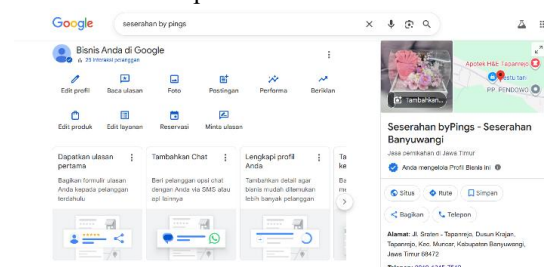 Google
seserahan by pings
Bisnis Anda di Google
25 interaksi pelanggan
Edit profil
Baca ulasan
Foto
Postingan
Performa
Beriklan
Edit produk
Edit layanan
Reservasi
Minta ulasan
Dapatkan ulasan
pertama
Bagikan formulir ulasan
Anda kepada pelanggan
terdahulu
Tambahkan Chat
Beri pelanggan opsi chat
dengan Anda via SMS atau
api lainnya
Lengkapi profil
Anda
Tambahkan detail agar
bisnis mudah ditemukan
lebih banyak pelanggan
Apotek H&E Tapanrejo
PP. PENDOWO
Tambahkan...
Seserahan byPings - Seserahan
Banyuwangi
Jasa pernikahan di Jawa Timur
Anda mengelola Profil Bisnis ini
Situs
Rute
Simpan
Bagikan
Telepon
Alamat: Jl. Sraten - Tapanrejo, Dusun Krajan,
Tapanrejo, Kec. Muncar, Kabupaten Banyuwangi,
Jawa Timur 68472